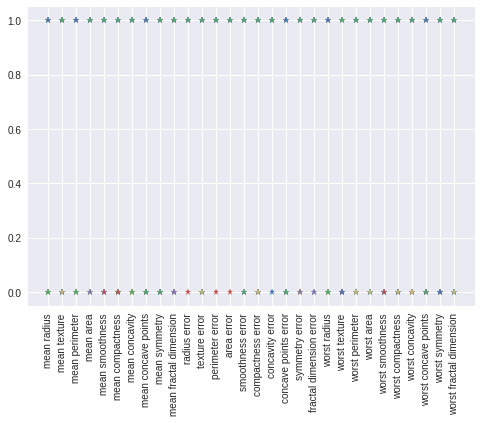 1.0
0.8
0.6
0.4
0.2
0.0
mean radius
mean texture
mean perimeter
mean area
mean smoothness
mean compactness
mean concavity
mean concave points
mean symmetry
mean fractal dimension
radius error
texture error
perimeter error
area error
smoothness error
compactness error
concavity error
concave points error
symmetry error
fractal dimension error
worst radius
worst texture
worst perimeter
worst area
worst smoothness
worst compactness
worst concavity
worst concave points
worst symmetry
worst fractal dimension